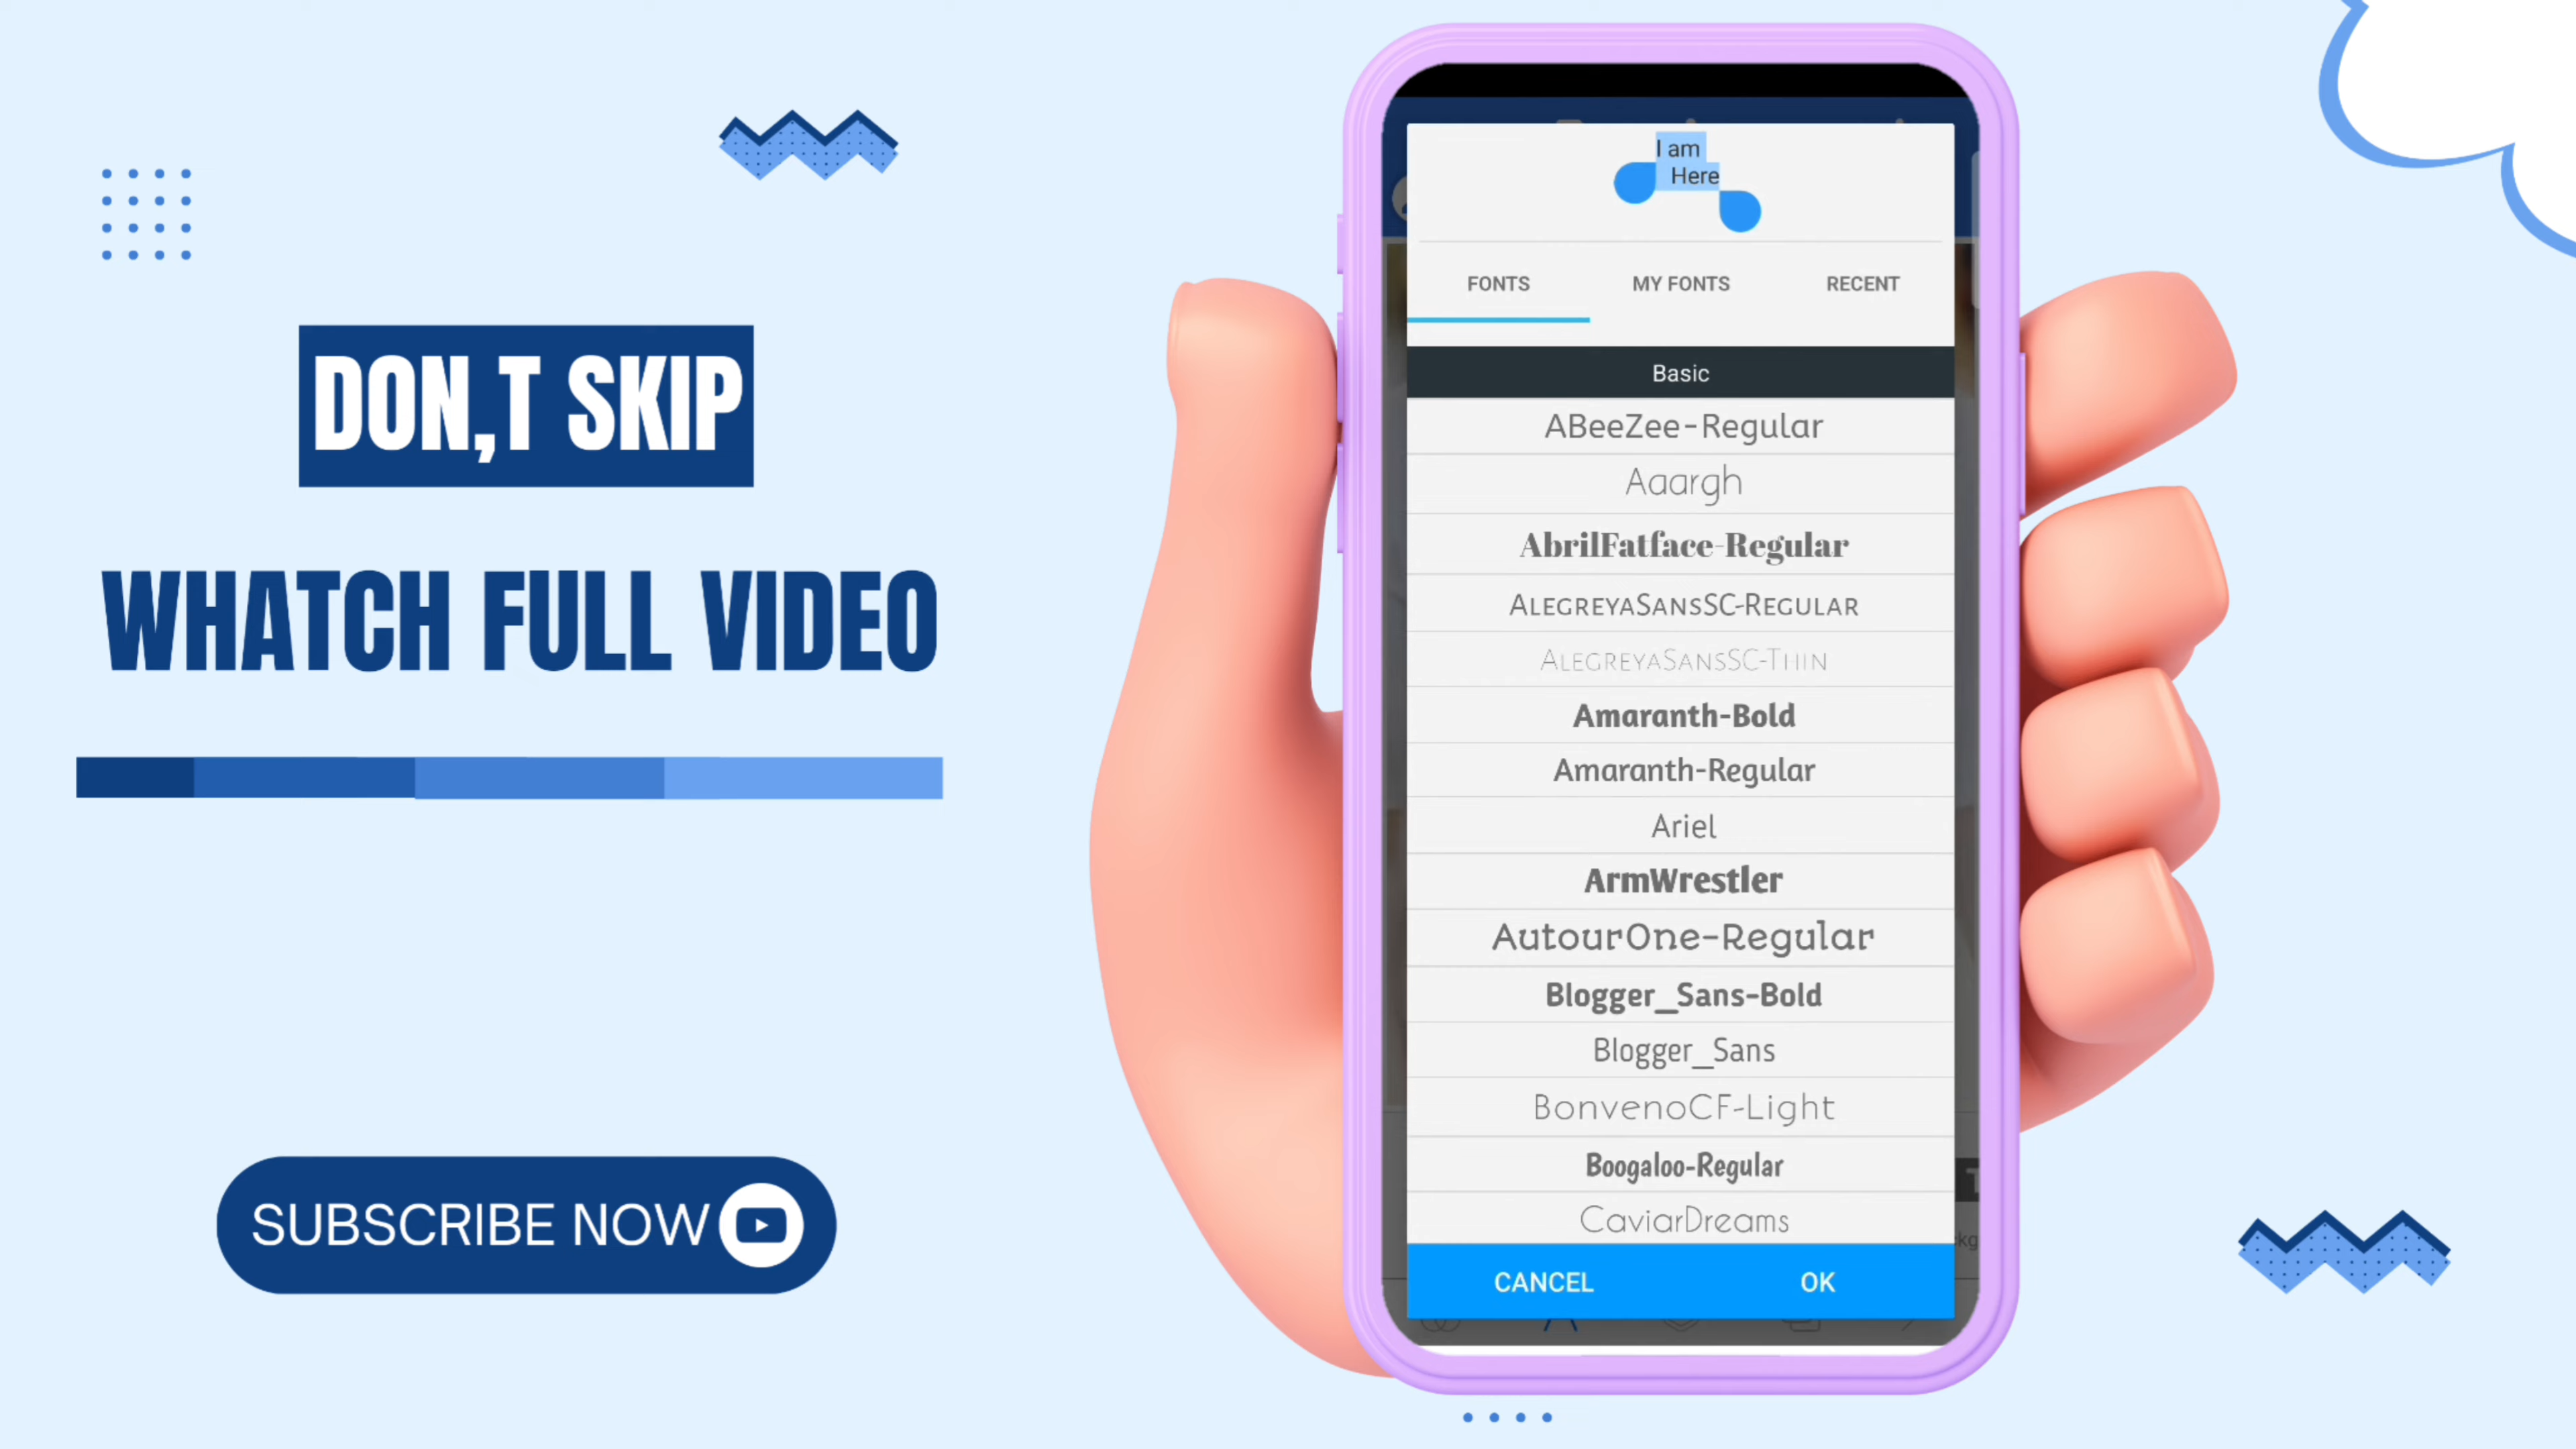 DON,T SKIP
WHATCH FULL VIDEO
SUBSCRIBE NOW
I am
Here
FONTS MY FONTS RECENT
Basic
ABeeZee-Regular
Aaargh
AbrilFatface-Regular
AlegreyaSansSC-Regular
AlegreyaSansSC-Thin
Amaranth-Bold
Amaranth-Regular
Ariel
ArmWrestler
AutourOne-Regular
Blogger_Sans-Bold
Blogger_Sans
BonvenoCF-Light
Boogaloo-Regular
CaviarDreams
CANCEL OK